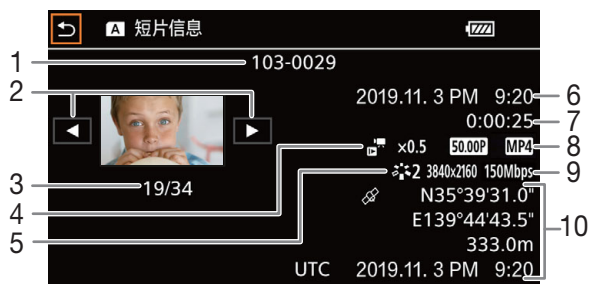 A 短片信息
1 103-0029
2 2019.11. 3 PM 9:20 6
0:00:25 7
×0.5 50.00P MP4 8
3 19/34
2 3840x2160 150Mbps 9
4 N35°39'31.0"
5 E139°44'43.5" 10
333.0m
UTC 2019.11. 3 PM 9:20